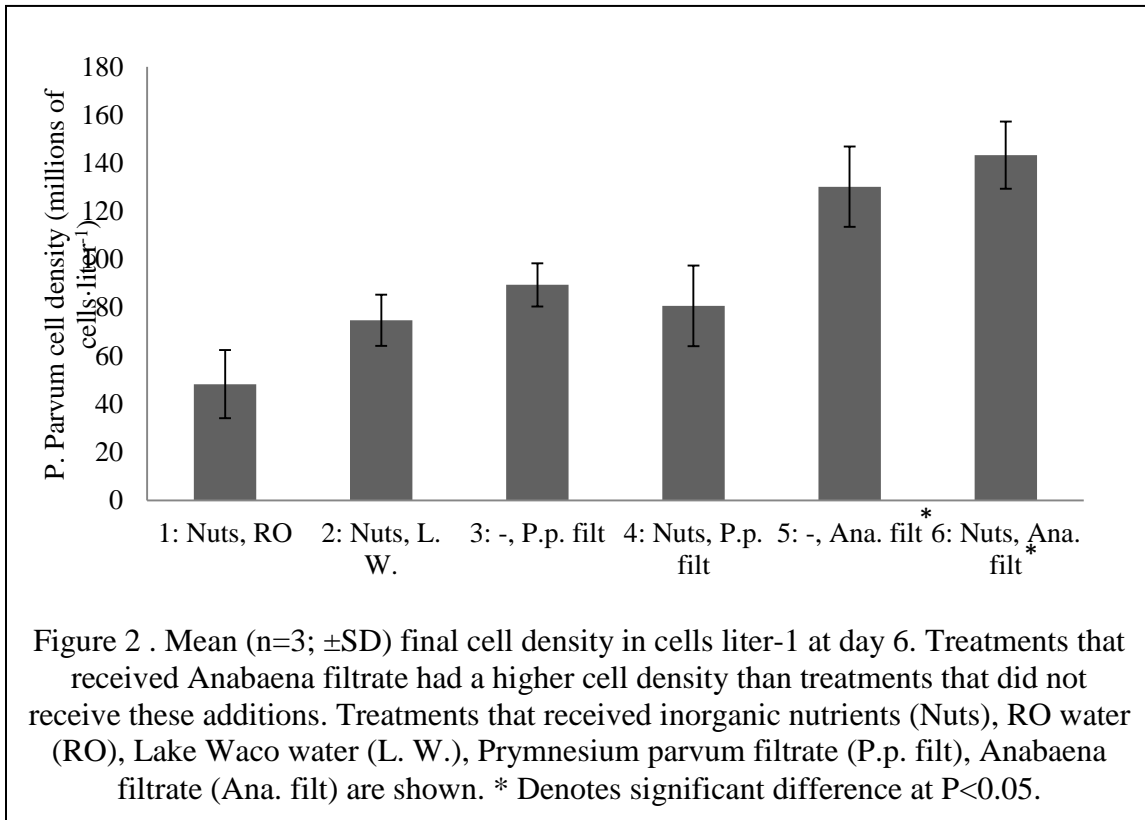 180
160
140
120
100
80
60
40
20
0
P. Parvum cell density (millions of
cells·liter-1)
1: Nuts, RO
2: Nuts, L.
W.
3: -, P.p. filt
4: Nuts, P.p.
filt
5: -, Ana. filt*
6: Nuts, Ana.
filt*
Figure 2 . Mean (n=3; ±SD) final cell density in cells liter-1 at day 6. Treatments that
received Anabaena filtrate had a higher cell density than treatments that did not
receive these additions. Treatments that received inorganic nutrients (Nuts), RO water
(RO), Lake Waco water (L. W.), Prymnesium parvum filtrate (P.p. filt), Anabaena
filtrate (Ana. filt) are shown. * Denotes significant difference at P<0.05.